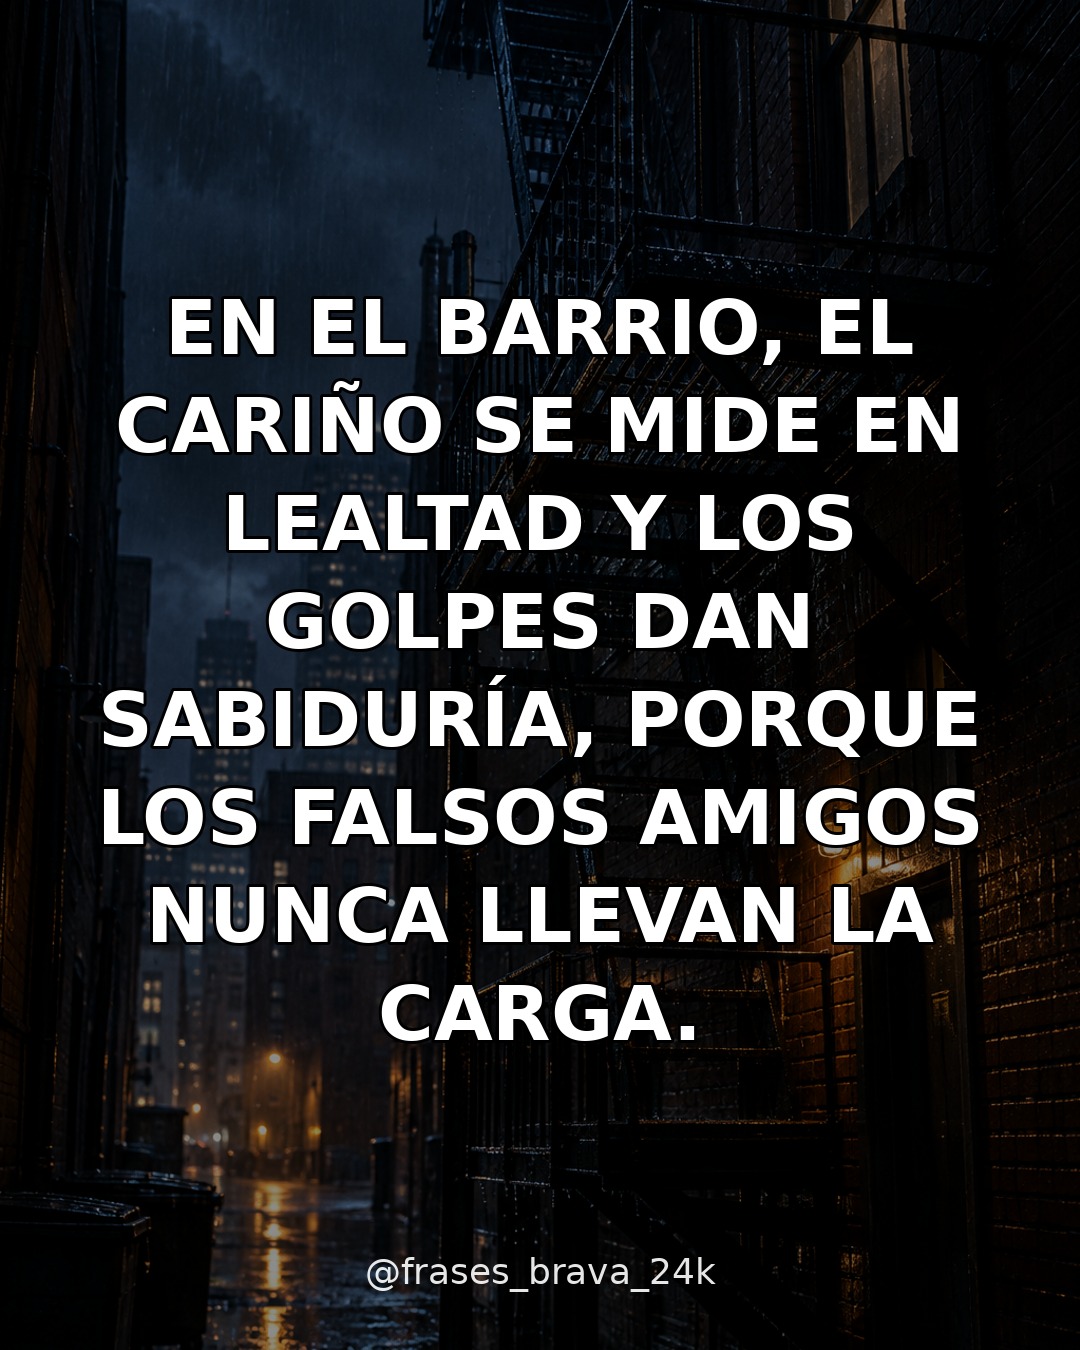 EN EL BARRIO, EL
CARIÑO SE MIDE EN
LEALTAD Y LOS
GOLPES DAN
SABIDURÍA, PORQUE
LOS FALSOS AMIGOS
NUNCA LLEVAN LA
CARGA.
@frases_brava_24k